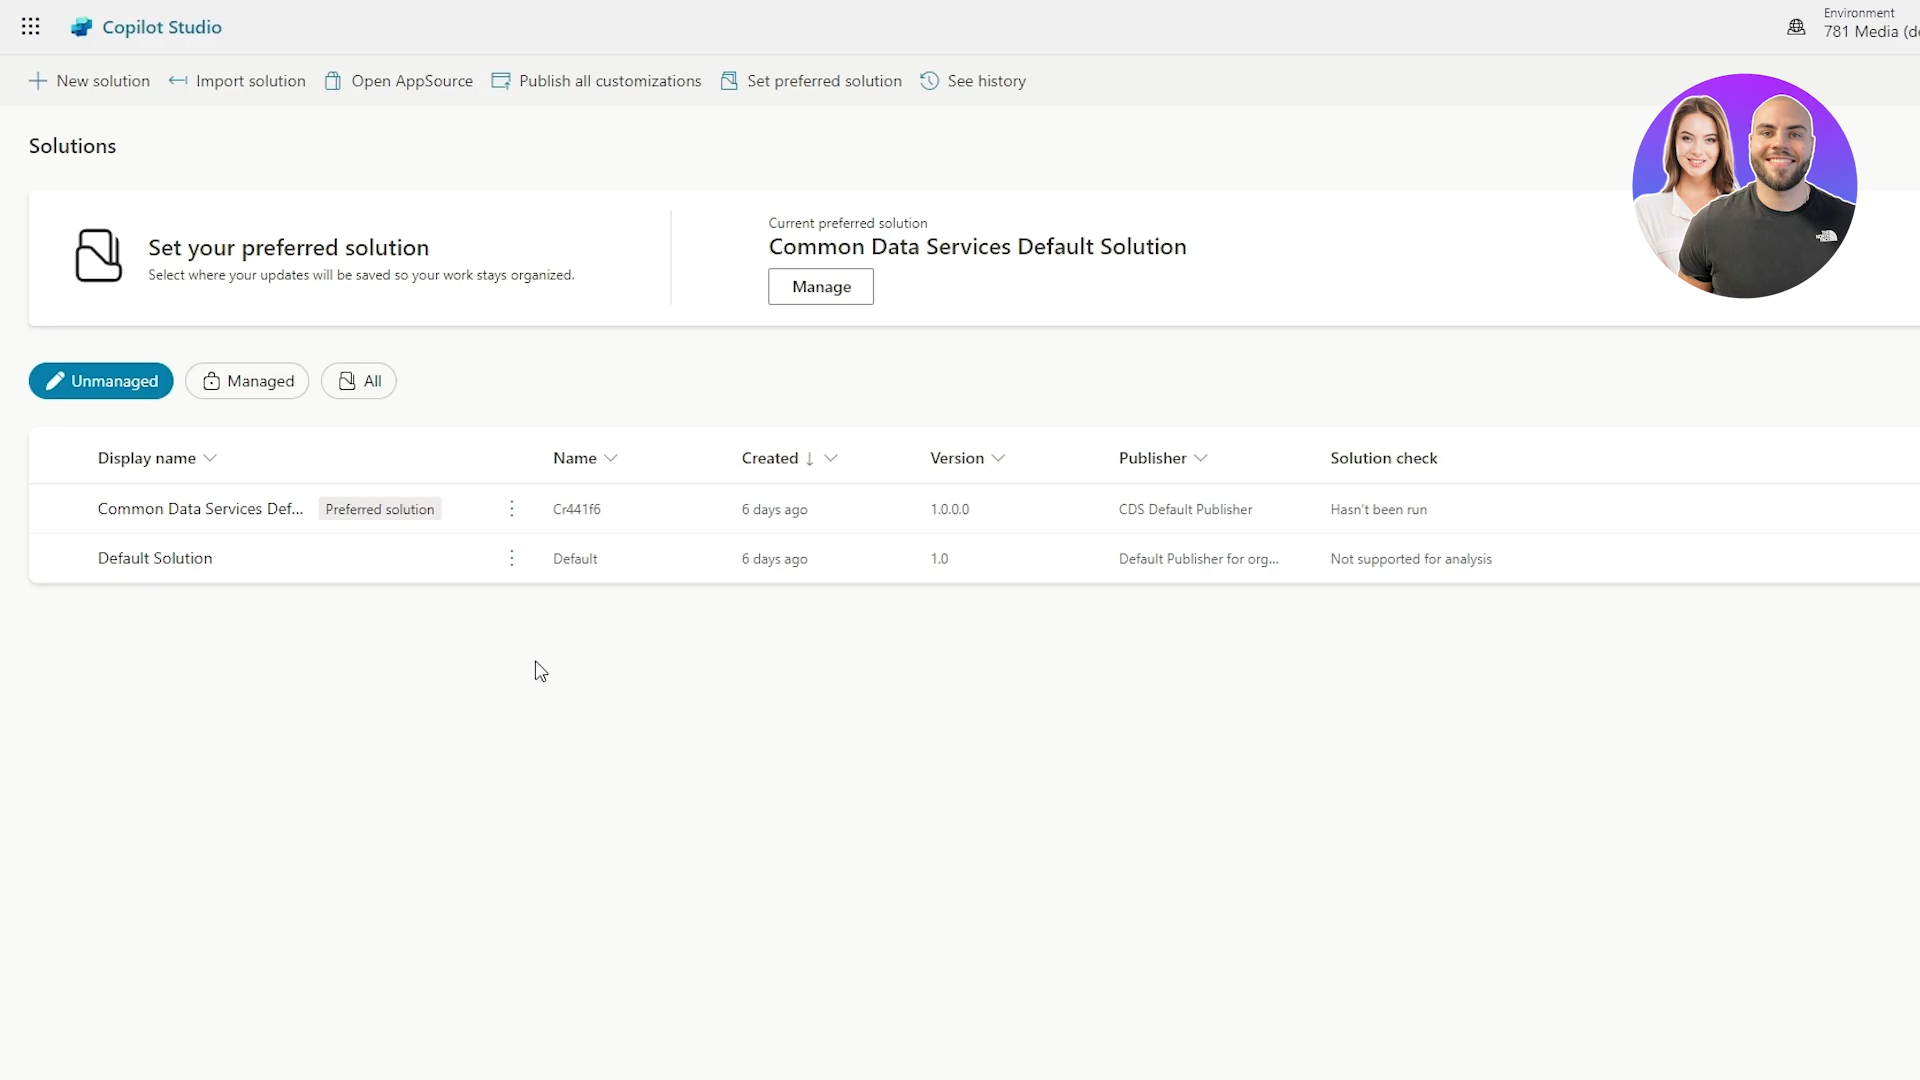 Copilot Studio
Environment
781 Media (de
New solution Import solution Open AppSource Publish all customizations Set preferred solution See history
Solutions
Set your preferred solution
Select where your updates will be saved so your work stays organized.
Current preferred solution
Common Data Services Default Solution
Manage
Unmanaged Managed All
Display name Name Created Version Publisher Solution check
Common Data Services Def... Preferred solution Cr441f6 6 days ago 1.0.0.0 CDS Default Publisher Hasn't been run
Default Solution Default 6 days ago 1.0 Default Publisher for org... Not supported for analysis